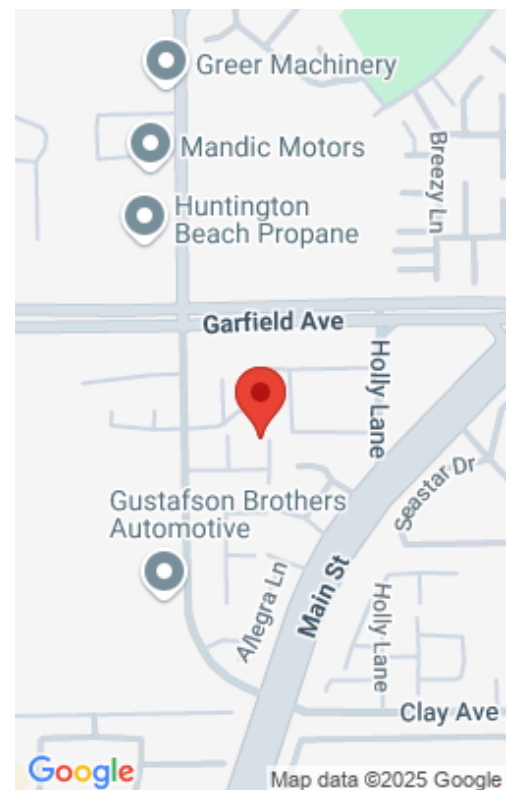 Greer Machinery
Mandic Motors
Breezy Ln
Huntington
Beach Propane
Garfield Ave
Holly Lane
Gustafson Brothers
Automotive
Seastar Dr
Allegra Ln
Main St
Holly Lane
Clay Ave
Google
Map data ©2025 Google